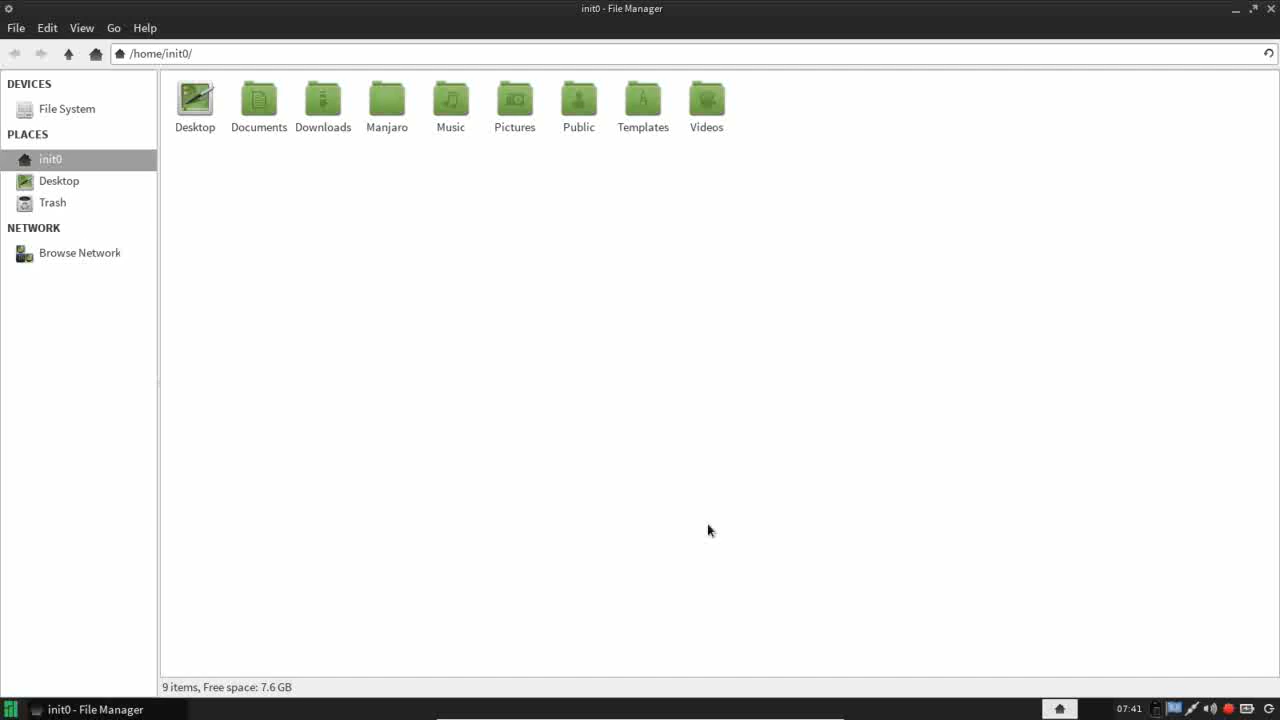 init0 - File Manager
File Edit View Go Help
/home/init0/
DEVICES
File System
PLACES
init0
Desktop
Trash
NETWORK
Browse Network
Desktop Documents Downloads Manjaro Music Pictures Public Templates Videos
9 items, Free space: 7.6 GB
init0 - File Manager
07:41